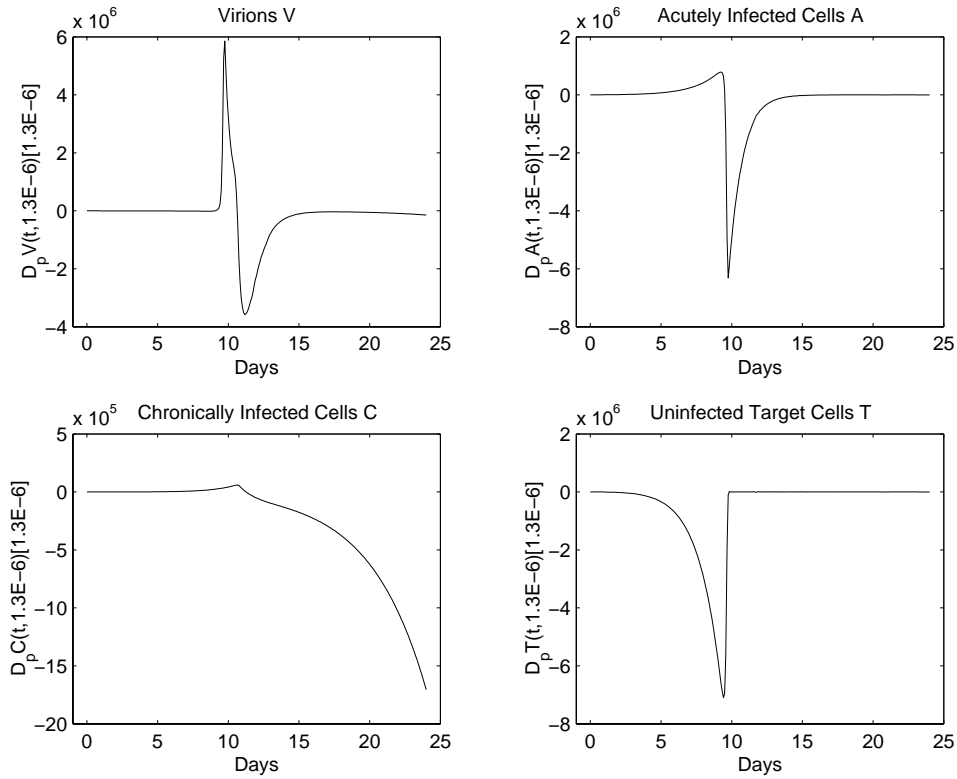 x 10^6
Virions V
D_pV(t,1.3E−6)[1.3E−6]
6
4
2
0
−2
−4
0 5 10 15 20 25
Days
x 10^6
Acutely Infected Cells A
D_pA(t,1.3E−6)[1.3E−6]
2
0
−2
−4
−6
−8
0 5 10 15 20 25
Days
x 10^5
Chronically Infected Cells C
D_pC(t,1.3E−6)[1.3E−6]
5
0
−5
−10
−15
−20
0 5 10 15 20 25
Days
x 10^6
Uninfected Target Cells T
D_pT(t,1.3E−6)[1.3E−6]
2
0
−2
−4
−6
−8
0 5 10 15 20 25
Days